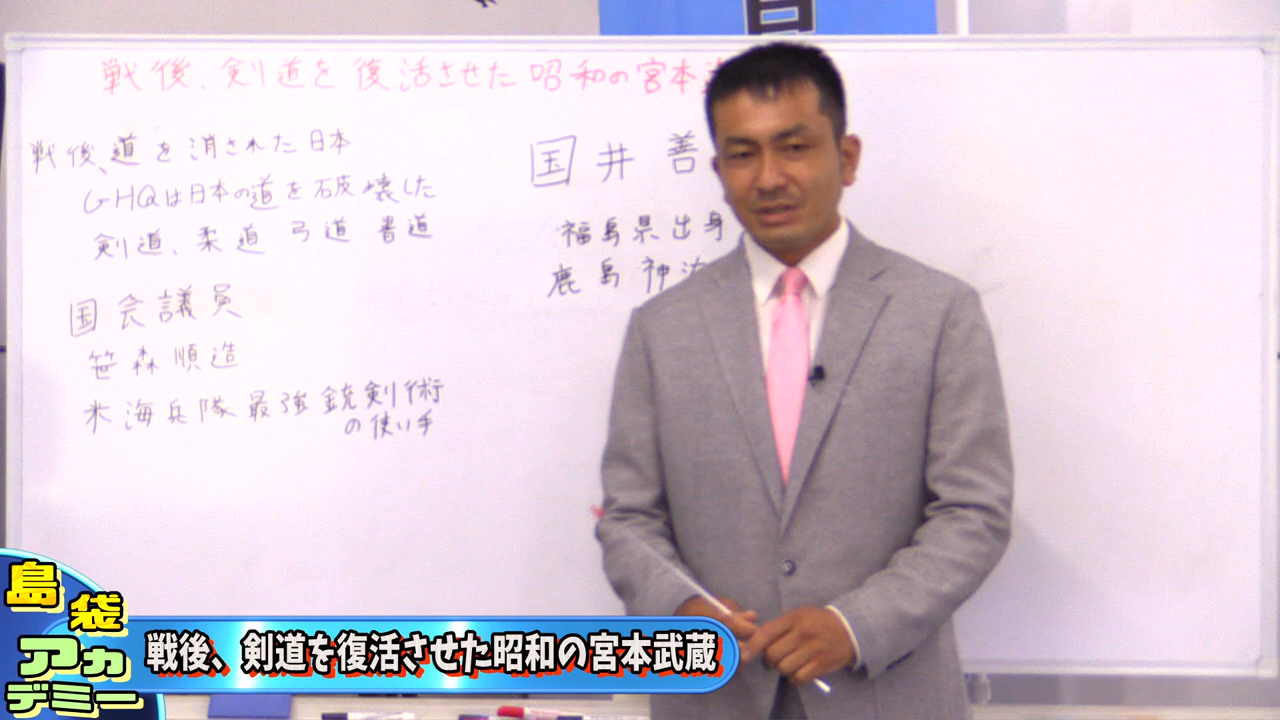 戦後、剣道を復活させた昭和の宮本
戦後、道を消された日本
GHQは日本の道を破壊した
剣道、柔道 弓道 書道
国会議員
笹森順造
米海兵隊最強銃剣術
の使い手
国井善
福島県出身
鹿島神
島袋
アカ
デミー
戦後、剣道を復活させた昭和の宮本武蔵